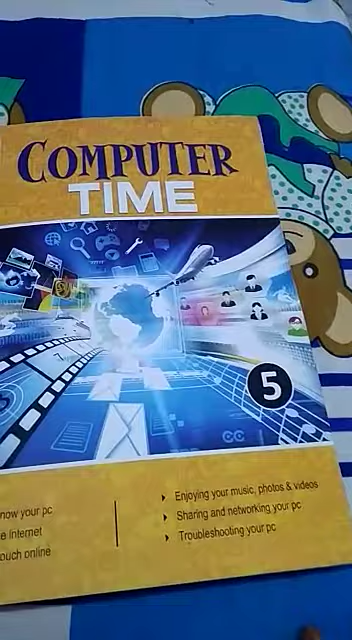 COMPUTER
TIME
5
now your pc
e Internet
ouch online
Enjoying your music, photos & videos
Sharing and networking your pc
Troubleshooting your pc